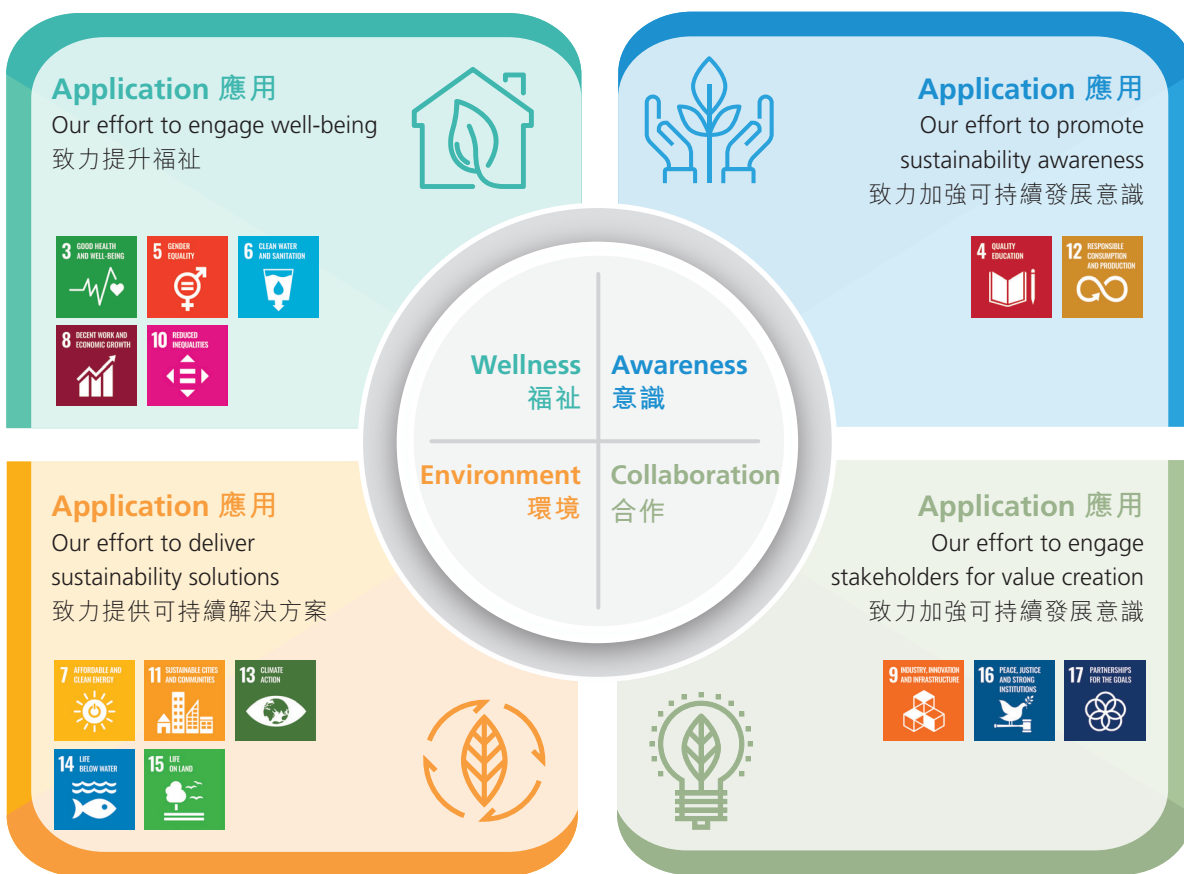 Application 應用
Our effort to engage well-being
致力提升福祉
3 GOOD HEALTH
AND WELL-BEING
5 GENDER
EQUALITY
6 CLEAN WATER
AND SANITATION
8 DECENT WORK AND
ECONOMIC GROWTH
10 REDUCED
INEQUALITIES
Application 應用
Our effort to promote
sustainability awareness
致力加強可持續發展意識
4 QUALITY
EDUCATION
12 RESPONSIBLE
CONSUMPTION
AND PRODUCTION
Wellness
福祉
Awareness
意識
Environment
環境
Collaboration
合作
Application 應用
Our effort to deliver
sustainability solutions
致力提供可持續解決方案
7 AFFORDABLE AND
CLEAN ENERGY
11 SUSTAINABLE CITIES
AND COMMUNITIES
13 CLIMATE
ACTION
14 LIFE
BELOW WATER
15 LIFE
ON LAND
Application 應用
Our effort to engage
stakeholders for value creation
致力加強可持續發展意識
9 INDUSTRY, INNOVATION
AND INFRASTRUCTURE
16 PEACE, JUSTICE
AND STRONG
INSTITUTIONS
17 PARTNERSHIPS
FOR THE GOALS